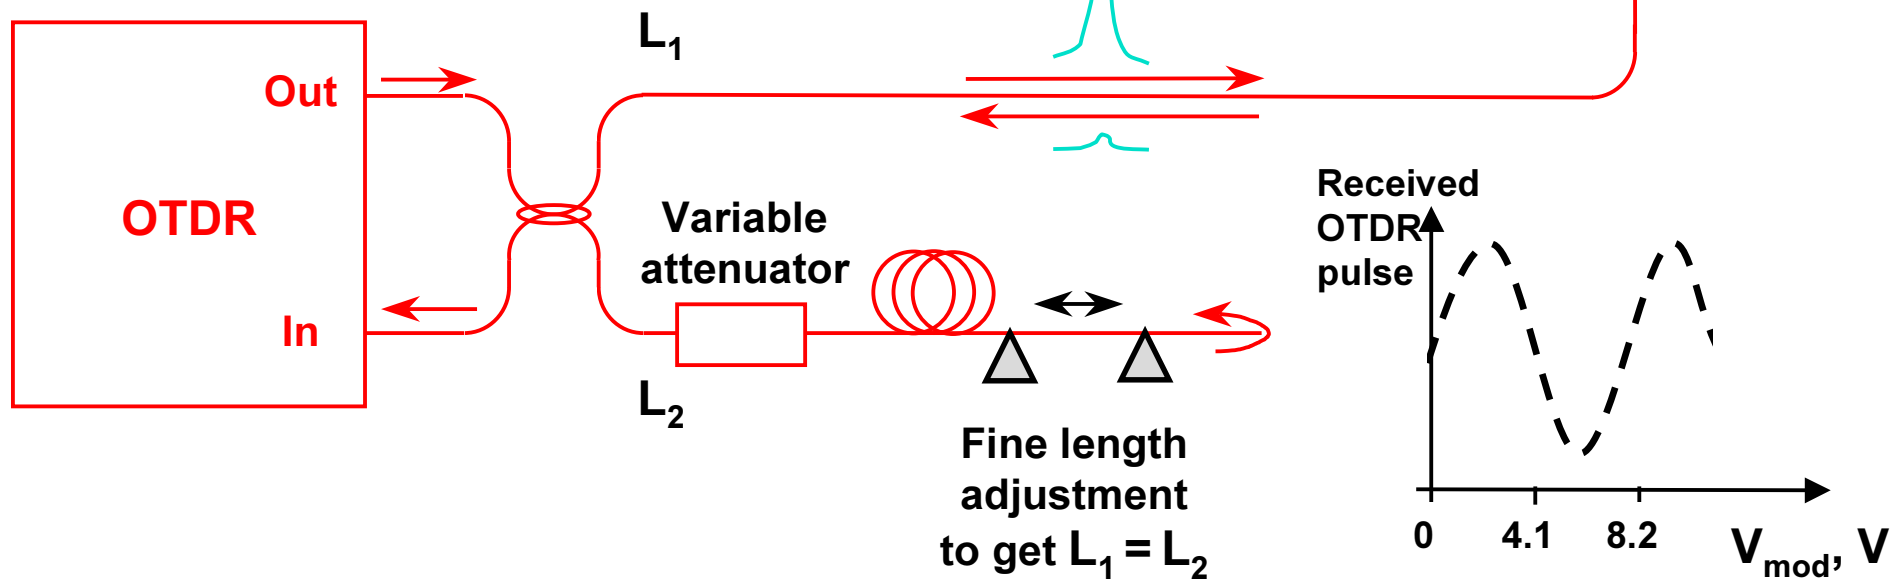 L1
Out
OTDR
In
Variable
attenuator
L2
Fine length
adjustment
to get L1 = L2
Received
OTDR
pulse
0
4.1
8.2
Vmod, V